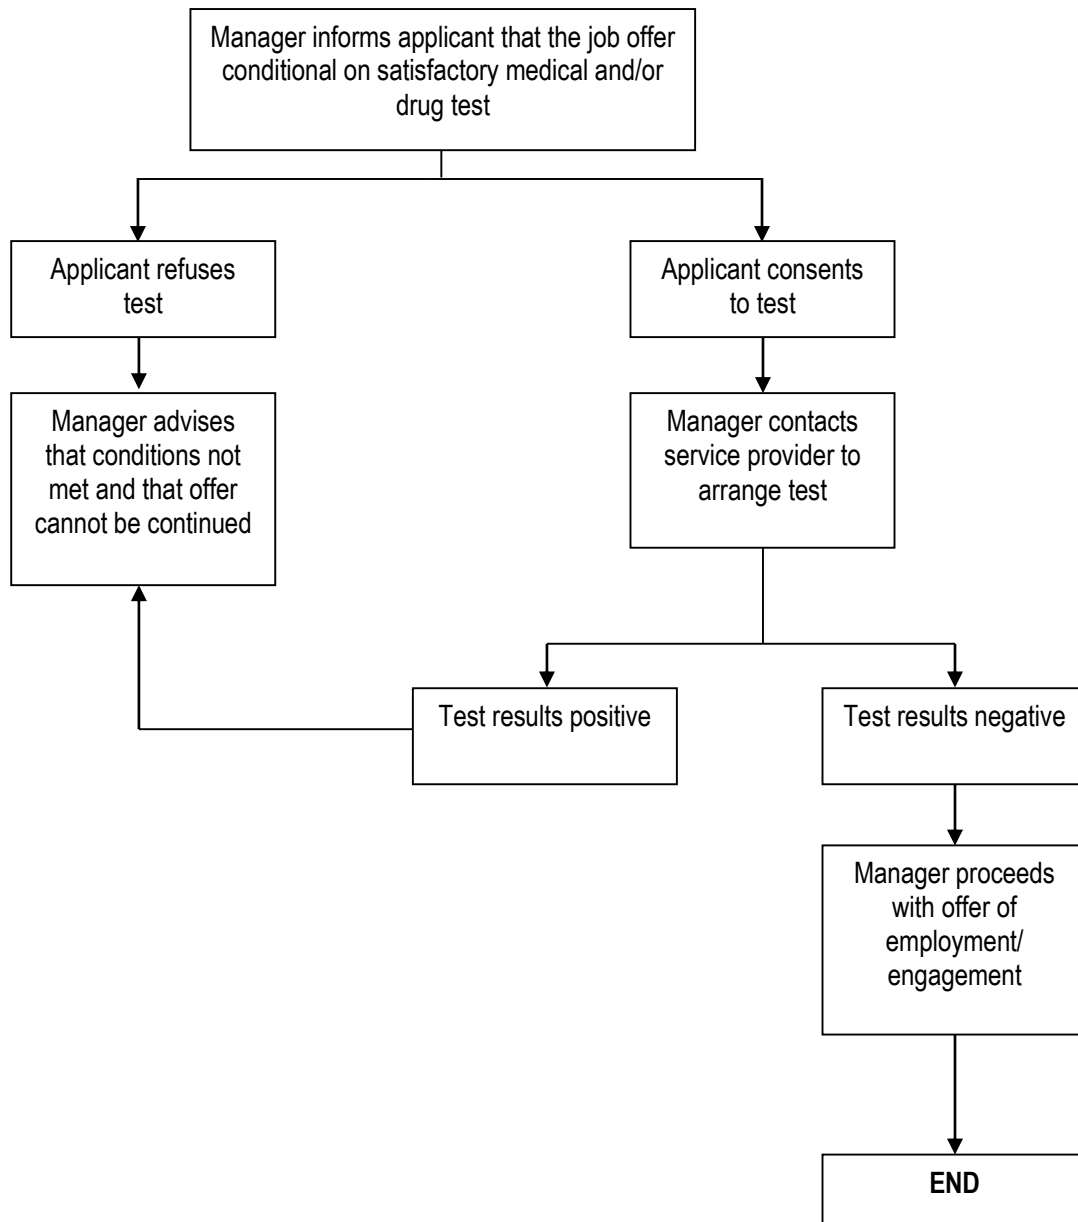 Manager informs applicant that the job offer
conditional on satisfactory medical and/or
drug test
Applicant refuses
test
Applicant consents
to test
Manager advises
that conditions not
met and that offer
cannot be continued
Manager contacts
service provider to
arrange test
Test results positive
Test results negative
Manager proceeds
with offer of
employment/
engagement
END